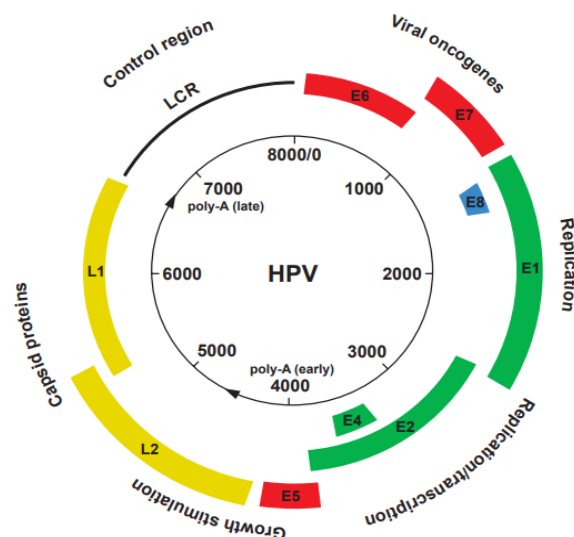 Viral oncogenes
Control region
LCR
E6
E7
8000/0
7000
1000
poly-A (late)
E8
Replication
L1
E1
6000
HPV
2000
5000
3000
poly-A (early)
4000
Capsid proteins
E4
E2
Replication/transcription
L2
E5
Growth stimulation